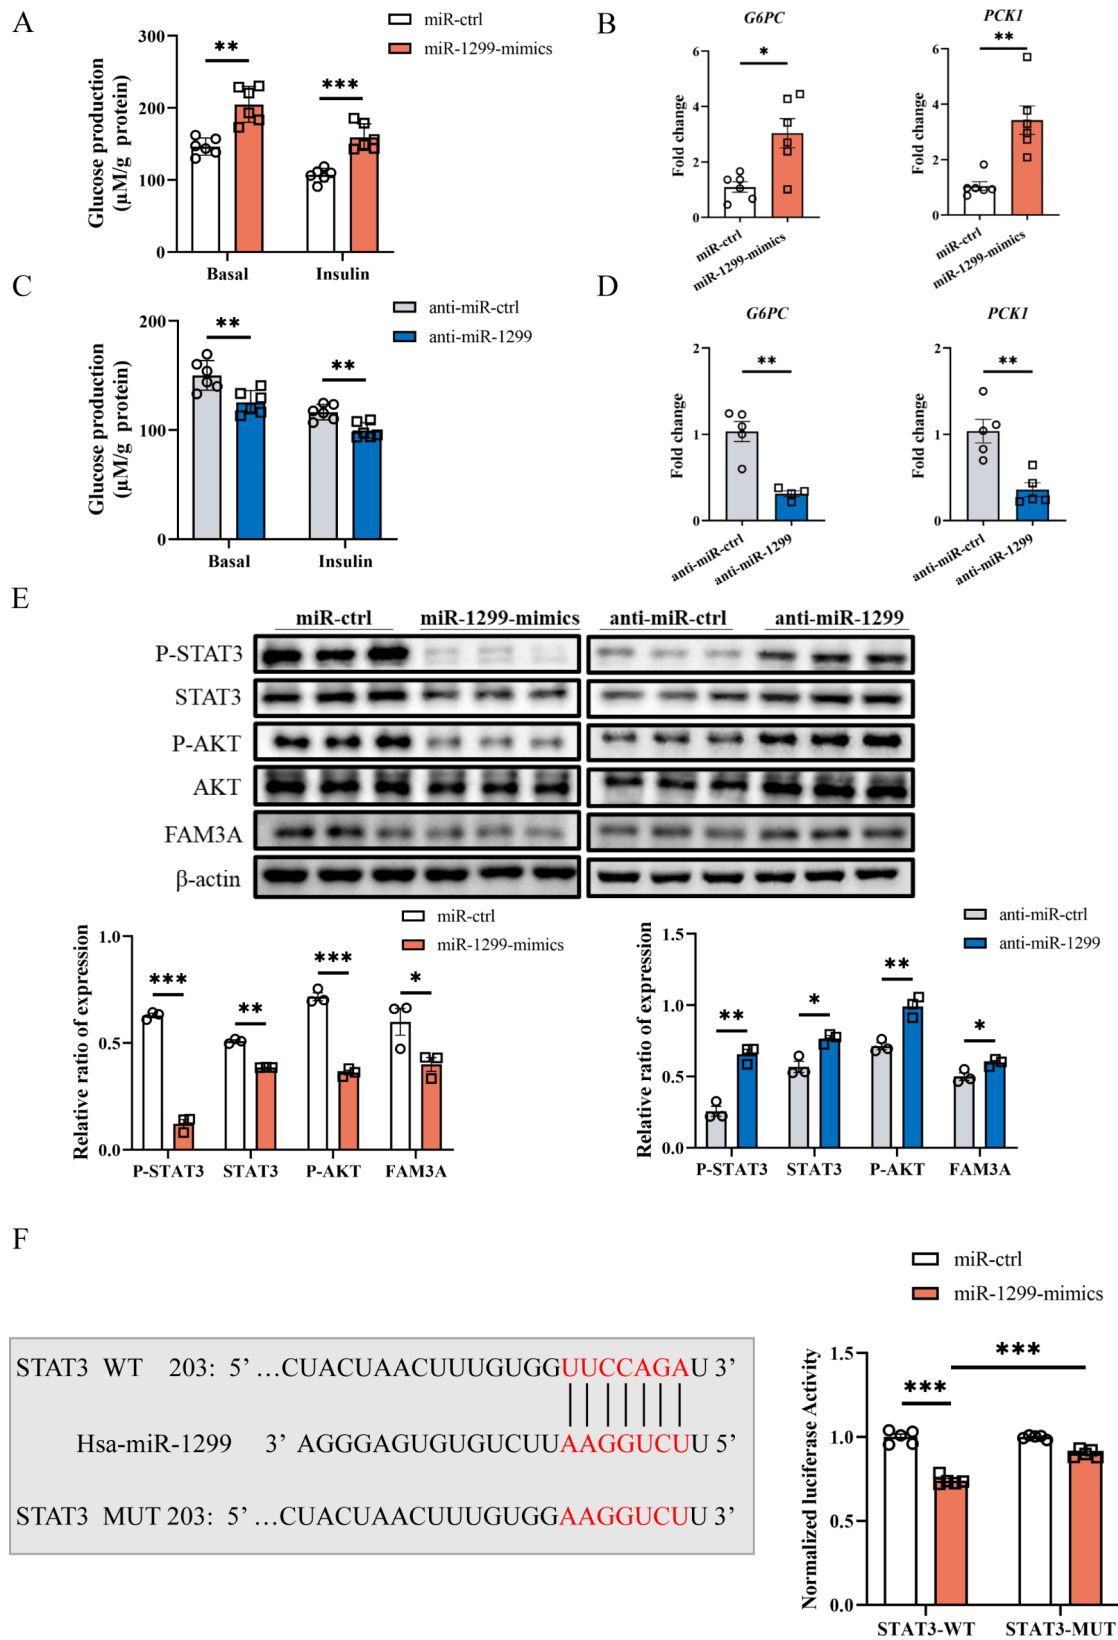 A
miR-ctrl
miR-1299-mimics
Glucose production
(μM/g protein)
300
200
100
0
**
***
Basal
Insulin
B
G6PC
Fold change
6
4
2
0
*
miR-ctrl
miR-1299-mimics
PCK1
Fold change
6
4
2
0
**
miR-ctrl
miR-1299-mimics
C
anti-miR-ctrl
anti-miR-1299
Glucose production
(μM/g protein)
200
100
0
**
**
Basal
Insulin
D
G6PC
Fold change
2
1
0
**
anti-miR-ctrl
anti-miR-1299
PCK1
Fold change
2
1
0
**
anti-miR-ctrl
anti-miR-1299
E
miR-ctrl miR-1299-mimics anti-miR-ctrl anti-miR-1299
P-STAT3
STAT3
P-AKT
AKT
FAM3A
β-actin
miR-ctrl
miR-1299-mimics
Relative ratio of expression
1.0
0.5
0.0
***
**
***
*
P-STAT3 STAT3 P-AKT FAM3A
anti-miR-ctrl
anti-miR-1299
Relative ratio of expression
1.5
1.0
0.5
0.0
**
*
**
*
P-STAT3 STAT3 P-AKT FAM3A
F
STAT3 WT 203: 5’ ...CUACUAACUUUGUGGUUCCAGAU 3’
Hsa-miR-1299 3’ AGGGAGUGUGUCUUAAGGUCUU 5’
STAT3 MUT 203: 5’ ...CUACUAACUUUGUGGAAGGUCUU 3’
miR-ctrl
miR-1299-mimics
Normalized luciferase Activity
1.5
1.0
0.5
0.0
***
***
STAT3-WT STAT3-MUT